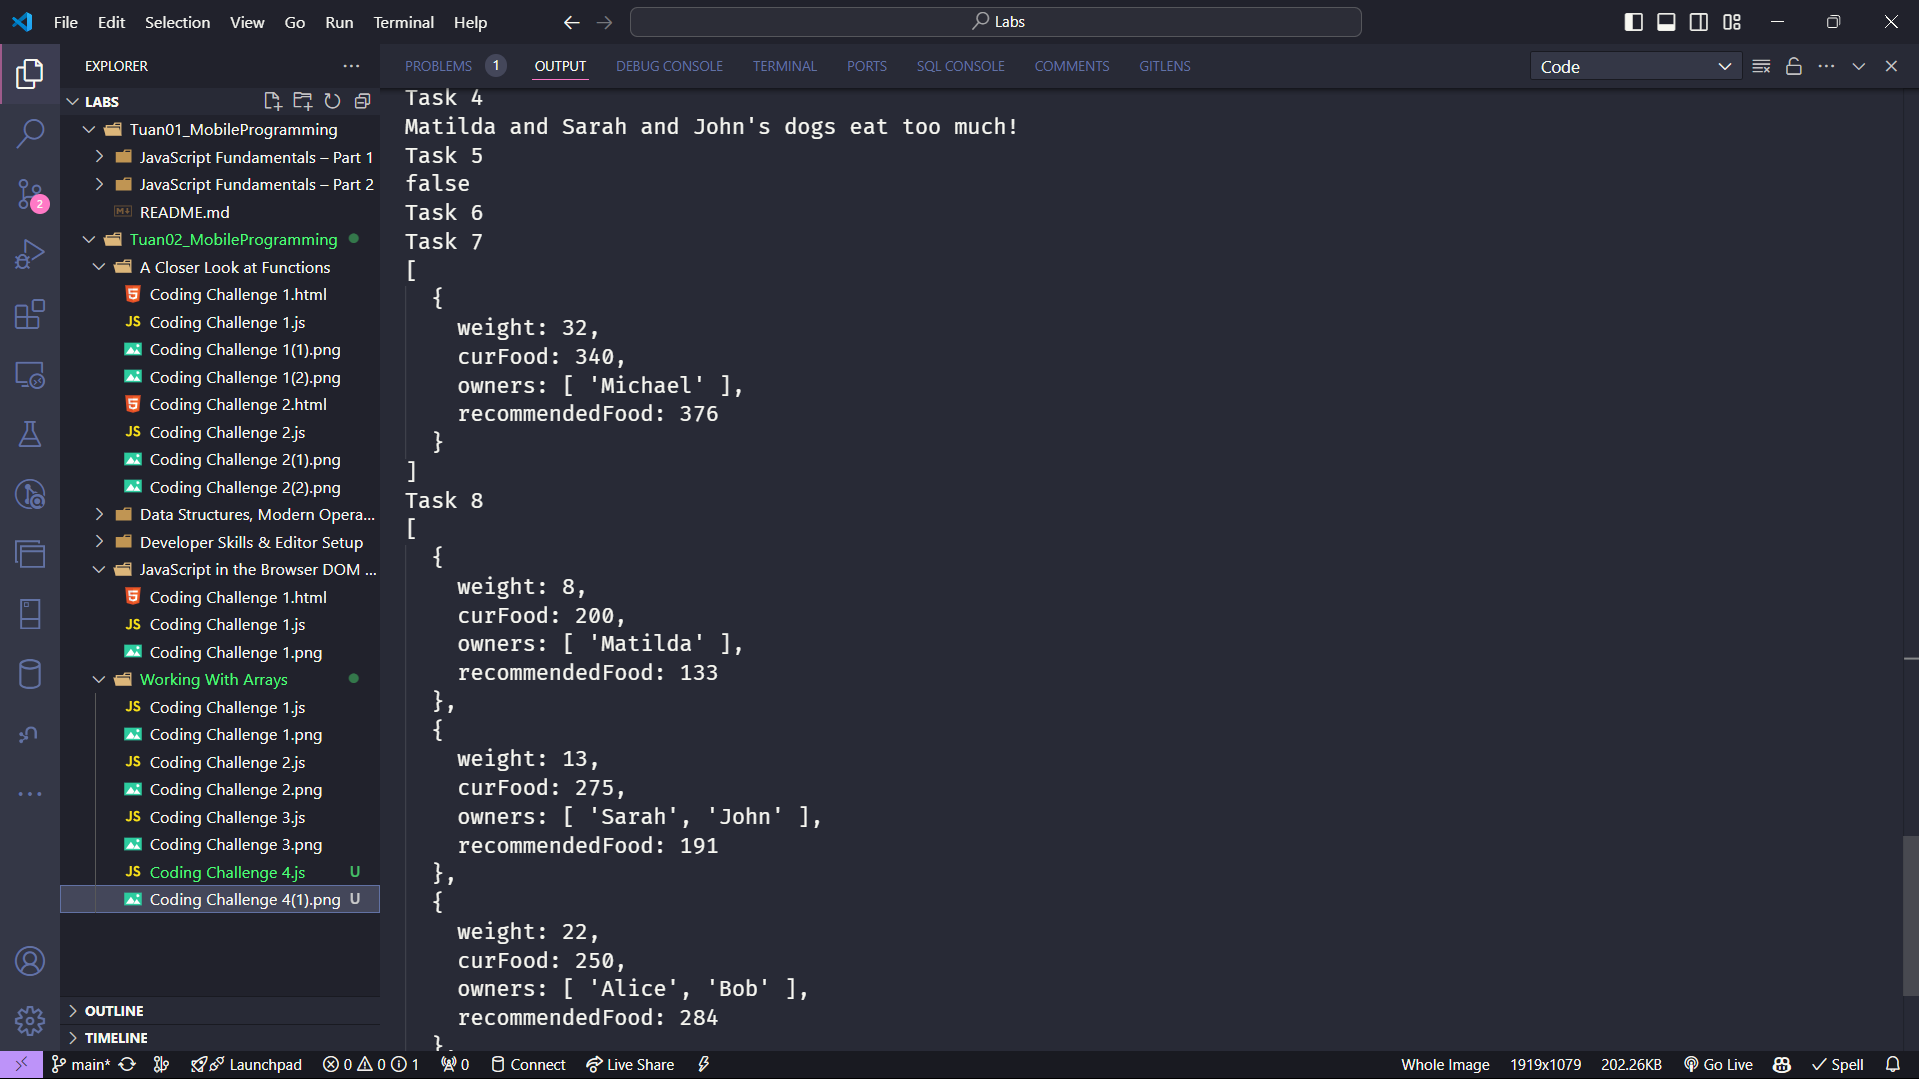 File Edit Selection View Go Run Terminal Help
Labs
EXPLORER
PROBLEMS 1 OUTPUT DEBUG CONSOLE TERMINAL PORTS SQL CONSOLE COMMENTS GITLENS
Code
LABS
Tuan01_MobileProgramming
JavaScript Fundamentals – Part 1
JavaScript Fundamentals – Part 2
README.md
Tuan02_MobileProgramming
A Closer Look at Functions
Coding Challenge 1.html
JS Coding Challenge 1.js
Coding Challenge 1(1).png
Coding Challenge 1(2).png
Coding Challenge 2.html
JS Coding Challenge 2.js
Coding Challenge 2(1).png
Coding Challenge 2(2).png
Data Structures, Modern Opera...
Developer Skills & Editor Setup
JavaScript in the Browser DOM ...
Coding Challenge 1.html
JS Coding Challenge 1.js
Coding Challenge 1.png
Working With Arrays
JS Coding Challenge 1.js
Coding Challenge 1.png
JS Coding Challenge 2.js
Coding Challenge 2.png
JS Coding Challenge 3.js
Coding Challenge 3.png
JS Coding Challenge 4.js U
Coding Challenge 4(1).png U
OUTLINE
TIMELINE
2
Task 4
Matilda and Sarah and John's dogs eat too much!
Task 5
false
Task 6
Task 7
[
{
weight: 32,
curFood: 340,
owners: [ 'Michael' ],
recommendedFood: 376
}
]
Task 8
[
{
weight: 8,
curFood: 200,
owners: [ 'Matilda' ],
recommendedFood: 133
},
{
weight: 13,
curFood: 275,
owners: [ 'Sarah', 'John' ],
recommendedFood: 191
},
{
weight: 22,
curFood: 250,
owners: [ 'Alice', 'Bob' ],
recommendedFood: 284
},
main* Launchpad 0 0 1 0 Connect Live Share Whole Image 1919x1079 202.26KB Go Live Spell